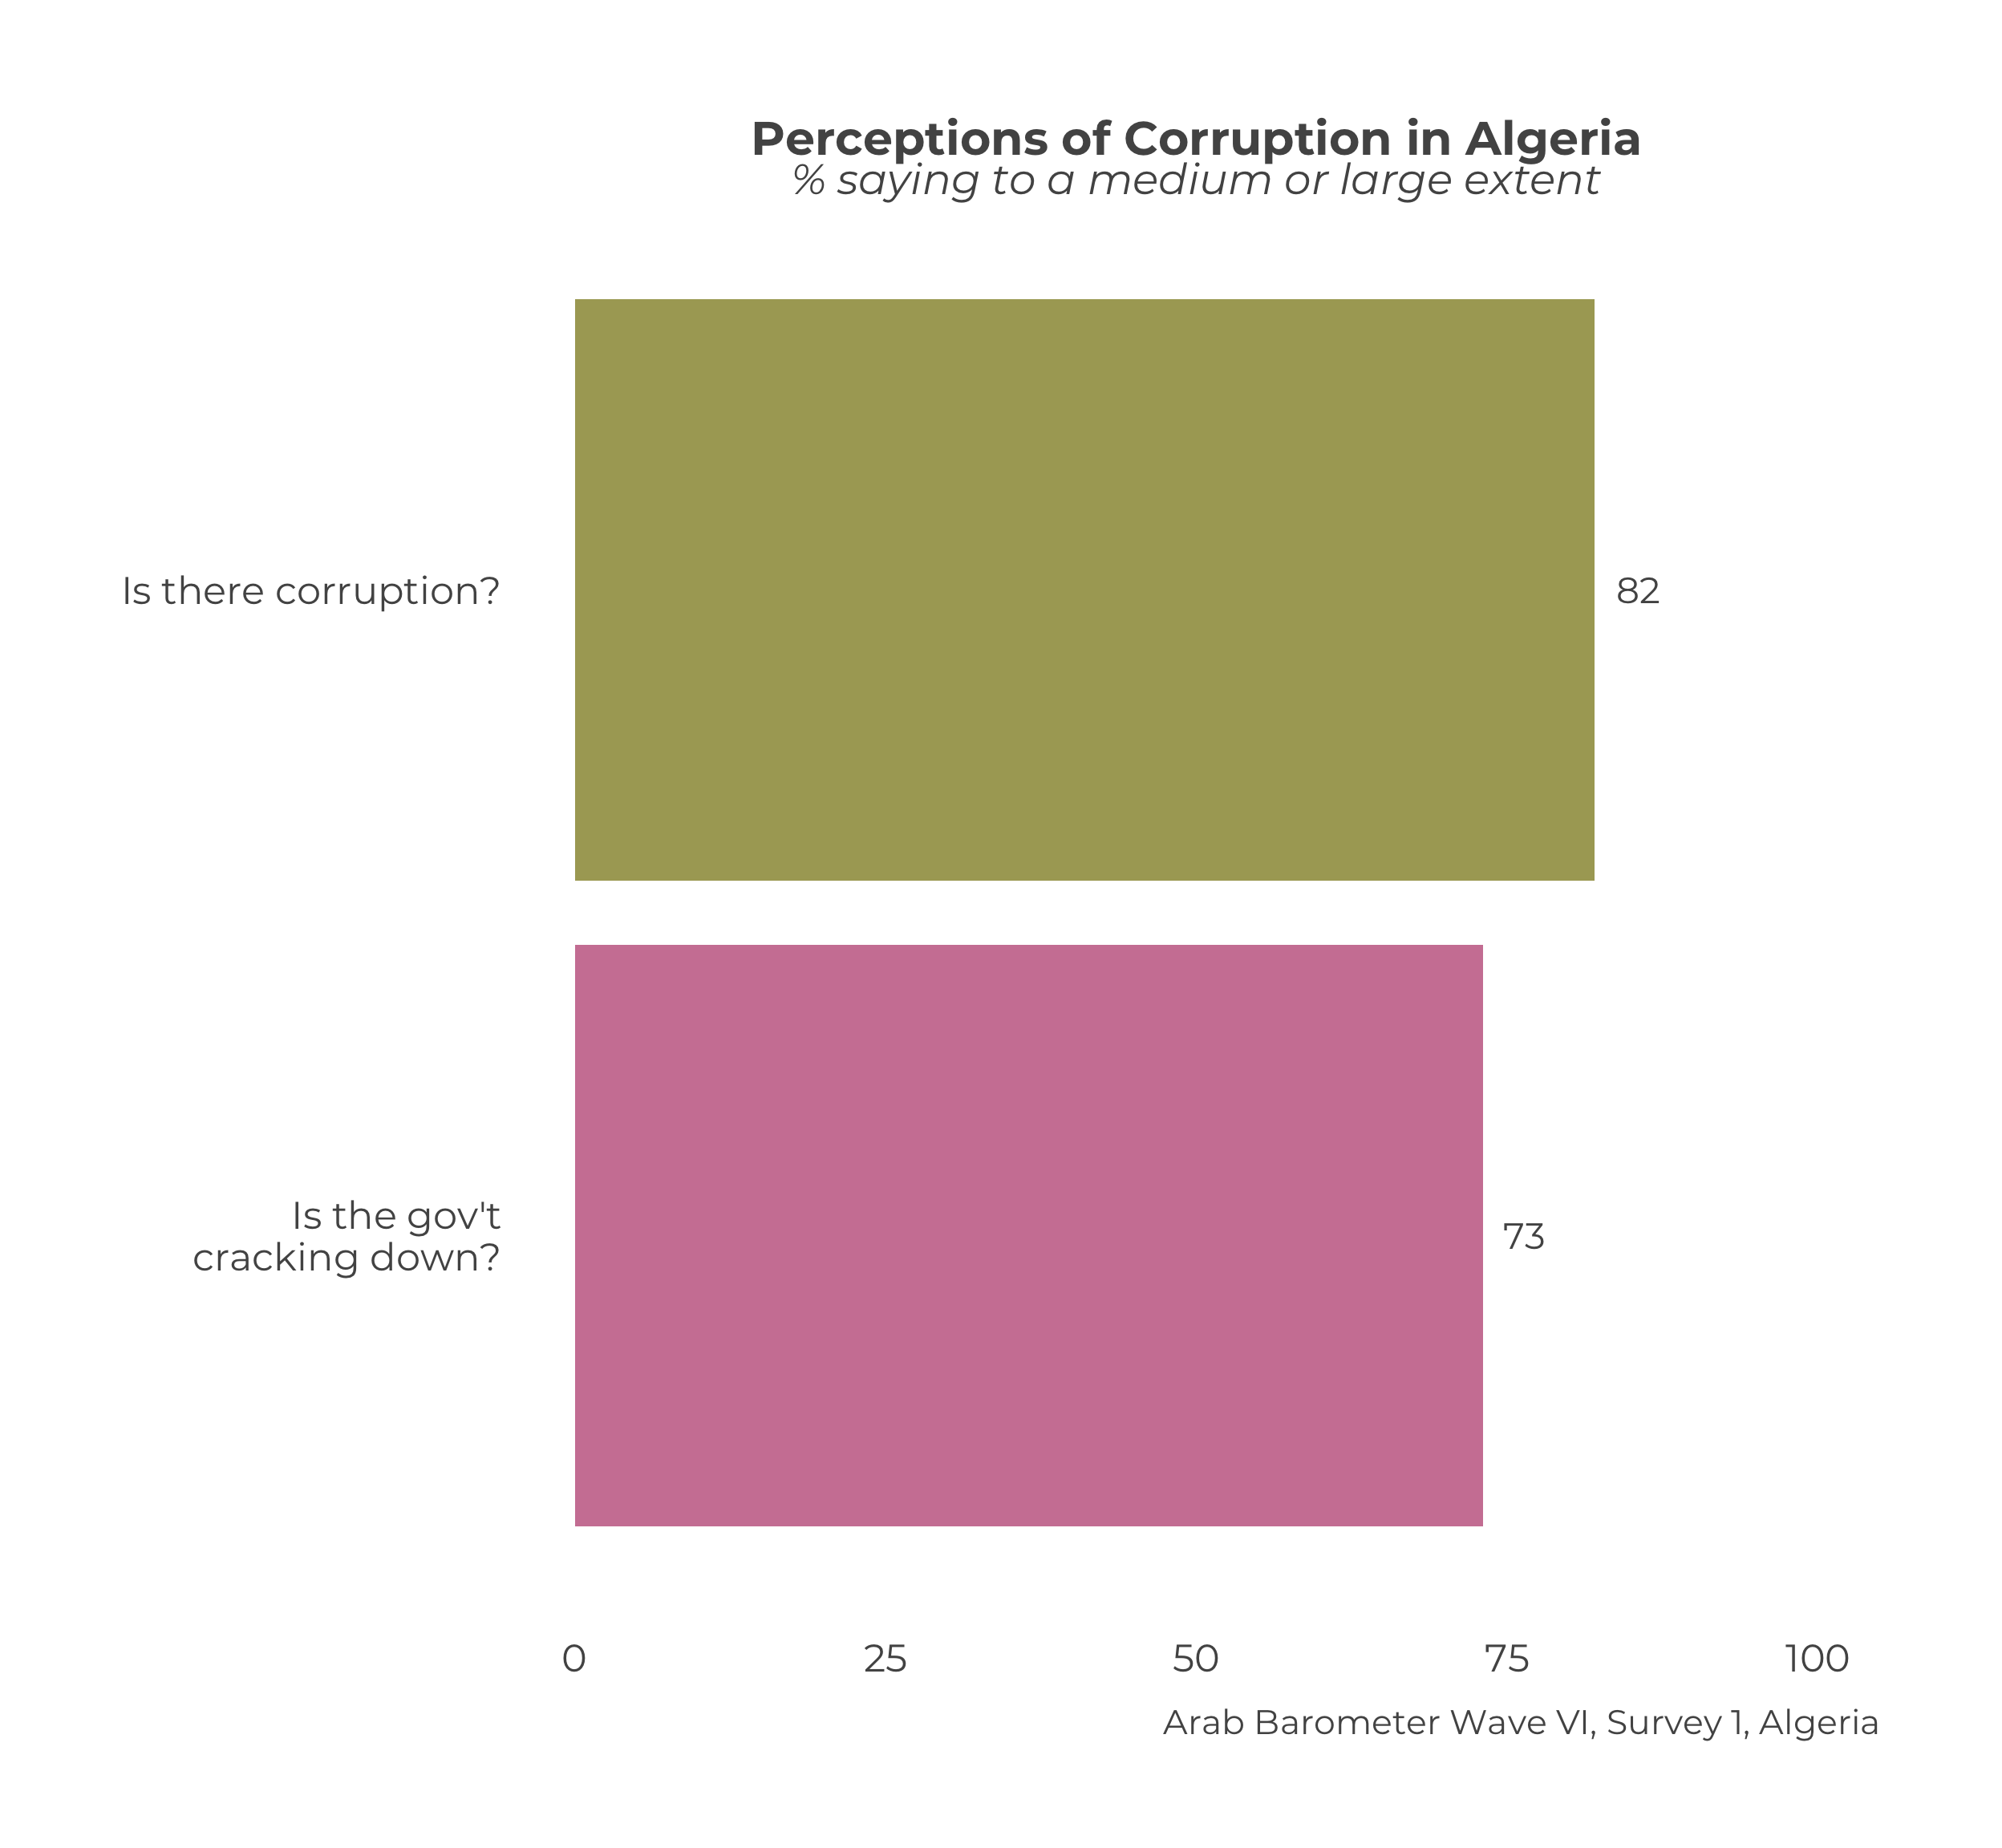 Perceptions of Corruption in Algeria
% saying to a medium or large extent
Is there corruption?
82
Is the gov't
cracking down?
73
0 25 50 75 100
Arab Barometer Wave VI, Survey 1, Algeria